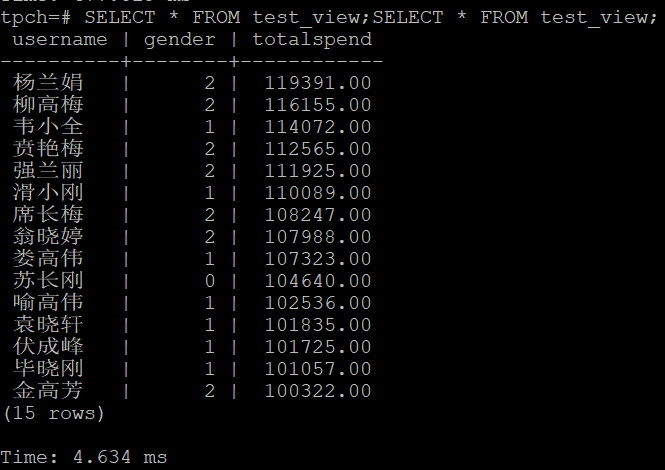 tpch=# SELECT * FROM test_view;SELECT * FROM test_view;
 username | gender | totalspend
----------+--------+------------
 杨兰娟 | 2 | 119391.00
 柳高梅 | 2 | 116155.00
 韦小全 | 1 | 114072.00
 贲艳梅 | 2 | 112565.00
 强兰丽 | 2 | 111925.00
 滑小刚 | 1 | 110089.00
 席长梅 | 2 | 108247.00
 翁晓婷 | 2 | 107988.00
 娄高伟 | 1 | 107323.00
 苏长刚 | 0 | 104640.00
 喻高伟 | 1 | 102536.00
 袁晓轩 | 1 | 101835.00
 伏成峰 | 1 | 101725.00
 毕晓刚 | 1 | 101057.00
 金高芳 | 2 | 100322.00
(15 rows)
Time: 4.634 ms